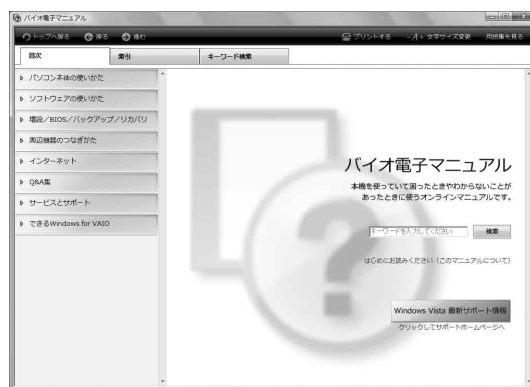 バイオ電子マニュアル
トップへ戻る 戻る 進む プリントする -A+ 文字サイズ変更 用語集を見る
目次 索引 キーワード検索
パソコン本体の使いかた
ソフトウェアの使いかた
増設/BIOS/バックアップ/リカバリ
周辺機器のつなぎかた
インターネット
Q&A集
サービスとサポート
できるWindows for VAIO
バイオ電子マニュアル
本機を使っていて困ったときやわからないことが
あったときに使うオンラインマニュアルです。
キーワードを入力してください 検索
はじめにお読みください(このマニュアルについて)
Windows Vista 最新サポート情報
クリックしてサポートホームページへ